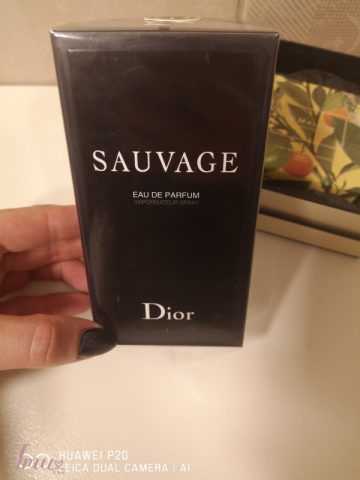 SAUVAGE
EAU DE PARFUM
VAPORISATEUR SPRAY
Dior
HUAWEI P20
LEICA DUAL CAMERA | AI